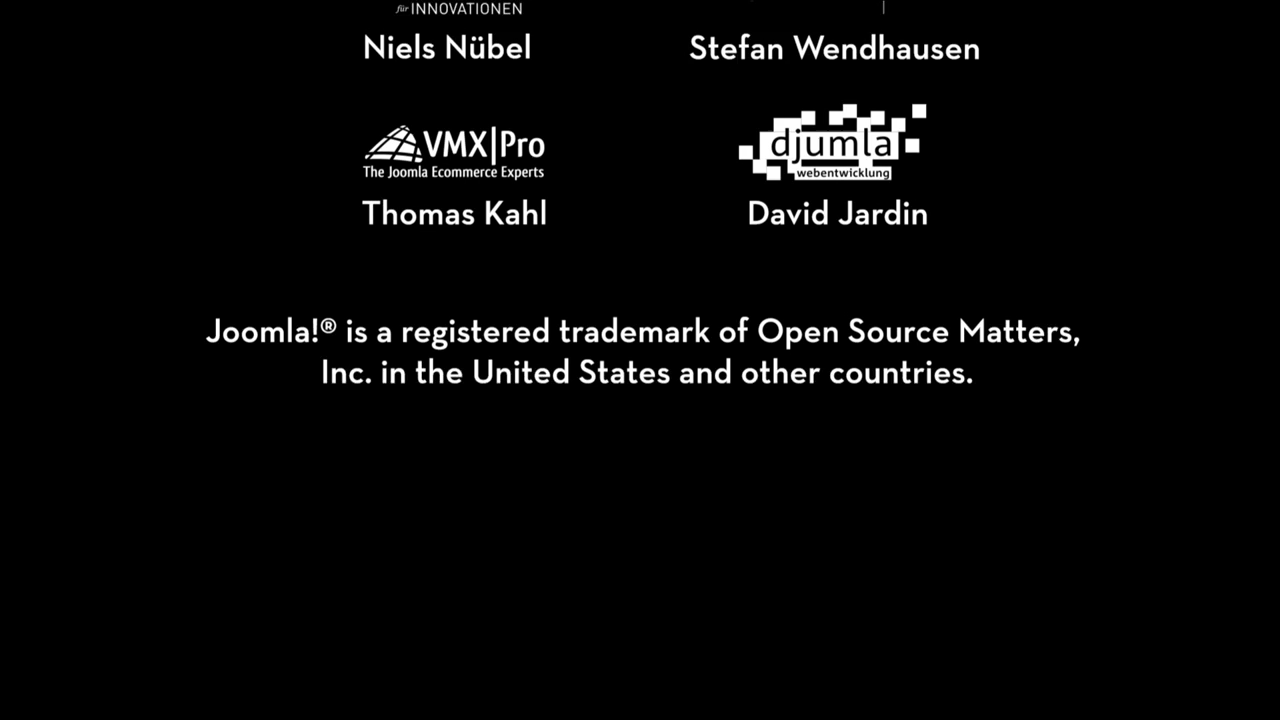 für INNOVATIONEN
Niels Nübel
Stefan Wendhausen
VMX|Pro
The Joomla Ecommerce Experts
Thomas Kahl
djumla
webentwicklung
David Jardin
Joomla!® is a registered trademark of Open Source Matters,
Inc. in the United States and other countries.